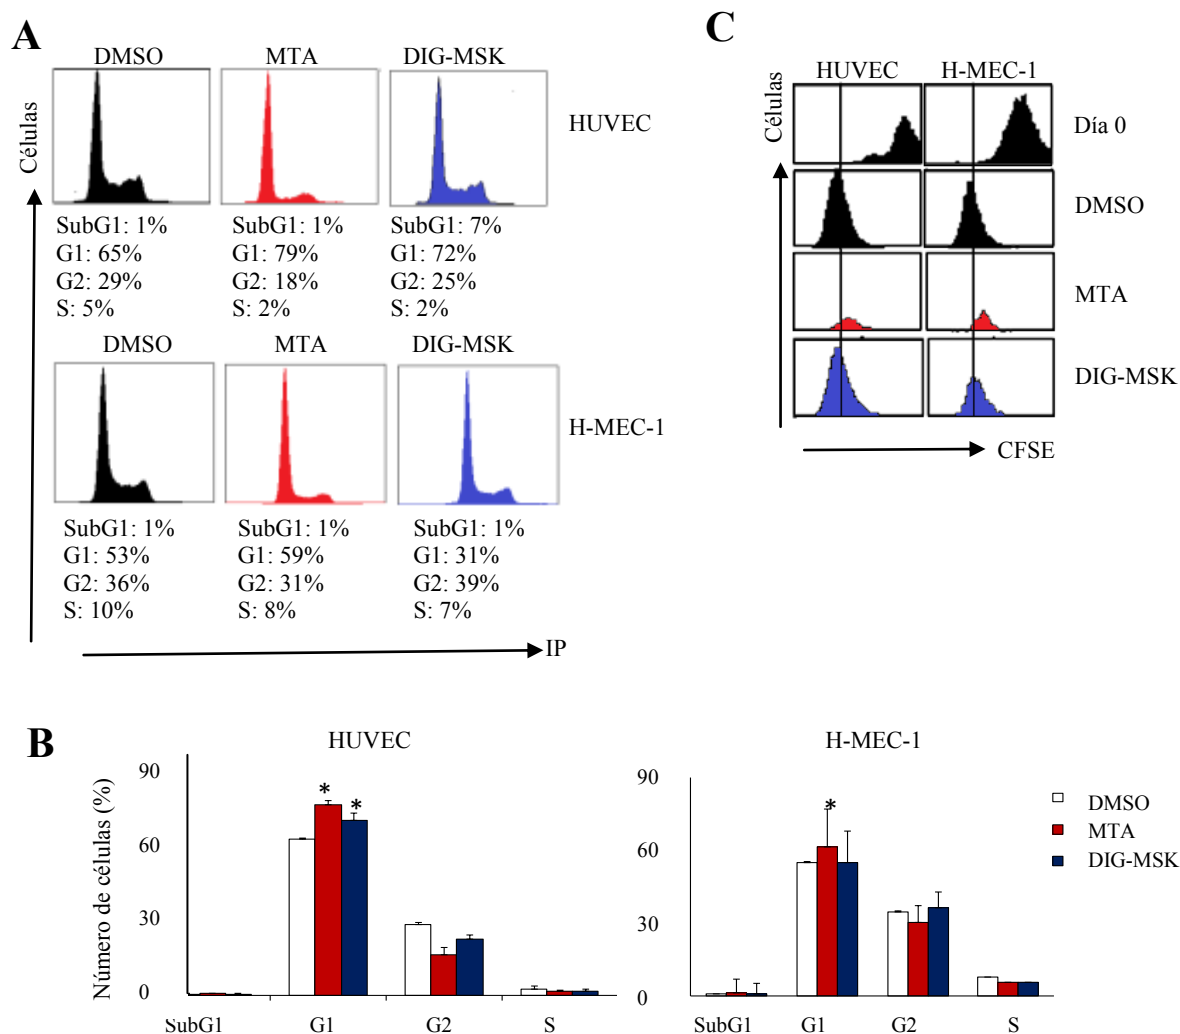 A
DMSO
MTA
DIG-MSK
Células
HUVEC
SubG1: 1%
G1: 65%
G2: 29%
S: 5%
SubG1: 1%
G1: 79%
G2: 18%
S: 2%
SubG1: 7%
G1: 72%
G2: 25%
S: 2%
DMSO
MTA
DIG-MSK
H-MEC-1
SubG1: 1%
G1: 53%
G2: 36%
S: 10%
SubG1: 1%
G1: 59%
G2: 31%
S: 8%
SubG1: 1%
G1: 31%
G2: 39%
S: 7%
IP
C
HUVEC
H-MEC-1
Células
Día 0
DMSO
MTA
DIG-MSK
CFSE
B
HUVEC
Número de células (%)
90
60
30
0
* *
SubG1
G1
G2
S
H-MEC-1
90
60
30
0
*
SubG1
G1
G2
S
DMSO
MTA
DIG-MSK